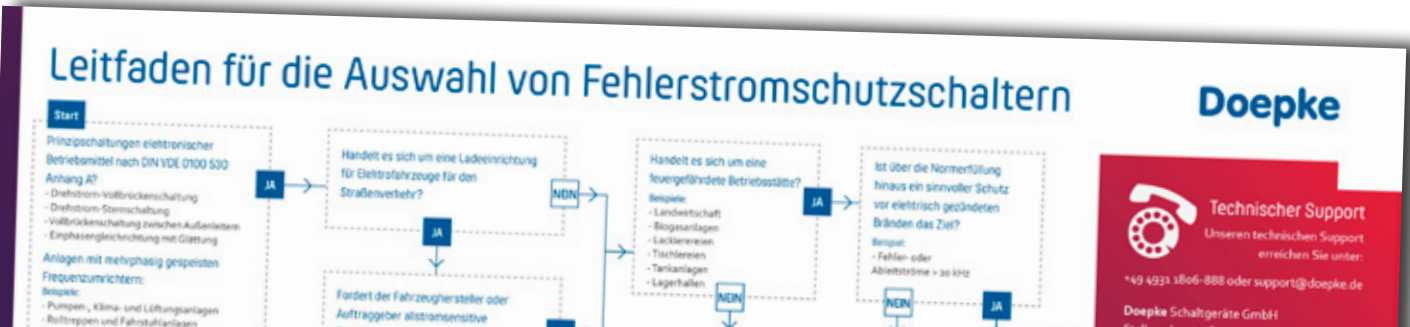 Leitfaden für die Auswahl von Fehlerstromschutzschaltern
Doepke
Start
Prinzipschaltungen elektronischer
Betriebsmittel nach DIN VDE 0100 530
Anhang A?
- Drehstrom-Vollbrückenschaltung
- Drehstrom-Sternschaltung
- Vollbrückenschaltung zwischen Außenleitern
- Einphasengleichrichtung mit Glättung
Anlagen mit mehrphasig gespeisten
Frequenzumrichtern:
Beispiele:
- Pumpen-, Klima- und Lüftungsanlagen
- Rolltreppen und Fahrstuhlanlagen
JA
Handelt es sich um eine Ladeeinrichtung
für Elektrofahrzeuge für den
Straßenverkehr?
NEIN
JA
Fordert der Fahrzeughersteller oder
Auftraggeber allstromsensitive
Handelt es sich um eine
feuergefährdete Betriebsstätte?
Beispiele:
- Landwirtschaft
- Biogasanlagen
- Lackierereien
- Tischlereien
- Tankanlagen
- Lagerhallen
JA
NEIN
Ist über die Normerfüllung
hinaus ein sinnvoller Schutz
vor elektrisch gezündeten
Bränden das Ziel?
Beispiel:
- Fehler- oder
Ableitströme > 20 kHz
NEIN
JA
Technischer Support
Unseren technischen Support
erreichen Sie unter:
+49 4931 1806-888 oder support@doepke.de
Doepke Schaltgeräte GmbH